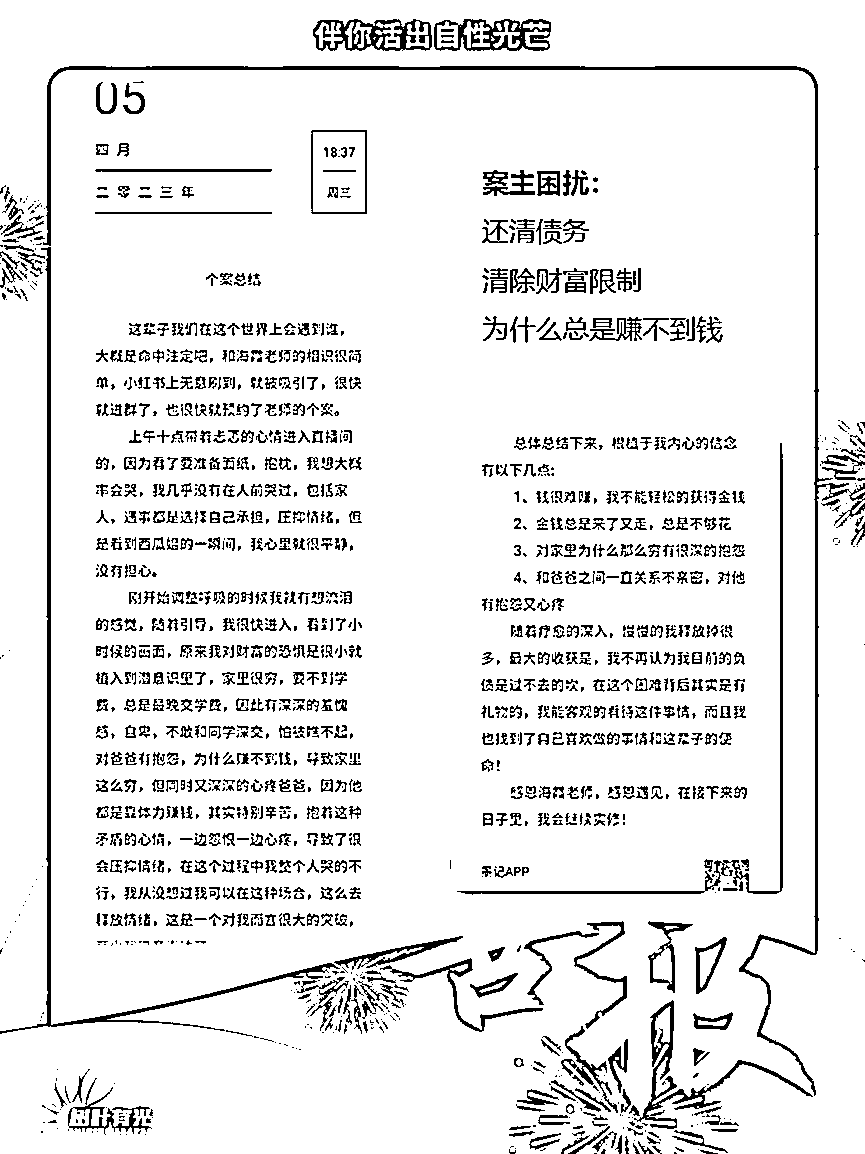 伴你活出自性光芒
05
四月
二零二三年
18:37
周三
个案总结
这辈子我们在这个世界上会遇到谁，
大概是命中注定吧，和海霞老师的相识很简
单，小红书上无意刷到，就被吸引了，很快
就进群了，也很快就预约了老师的个案。
上午十点带着忐忑的心情进入直播间
的，因为看了要准备面纸，抱枕，我想大概
率会哭，我几乎没有在人前哭过，包括家
人，遇事都是选择自己承担，压抑情绪，但
是看到西瓜姐的一瞬间，我心里就很平静，
没有担心。
刚开始调整呼吸的时候我就有想流泪
的感觉，随着引导，我很快进入，看到了小
时候的画面，原来我对财富的恐惧是很小就
植入到潜意识里了，家里很穷，要不到学
费，总是最晚交学费，因此有深深的羞愧
感，自卑，不敢和同学深交，怕被瞧不起，
对爸爸有抱怨，为什么赚不到钱，导致家里
这么穷，但同时又深深的心疼爸爸，因为他
都是靠体力赚钱，其实特别辛苦，抱着这种
矛盾的心情，一边怨恨一边心疼，导致了很
会压抑情绪，在这个过程中我整个人哭的不
行，我从没想过我可以在这种场合，这么去
释放情绪，这是一个对我而言很大的突破，
案主困扰：
还清债务
清除财富限制
为什么总是赚不到钱
总体总结下来，根植于我内心的信念
有以下几点：
1、钱很难赚，我不能轻松的获得金钱
2、金钱总是来了又走，总是不够花
3、对家里为什么那么穷有很深的抱怨
4、和爸爸之间一直关系不亲密，对他
有抱怨又心疼
随着疗愈的深入，慢慢的我释放掉很
多，最大的收获是，我不再认为我目前的负
债是过不去的坎，在这个困难背后其实是有
礼物的，我能客观的看待这件事情，而且我
也找到了自己喜欢做的事情和这辈子的使
命！
感恩海霞老师，感恩遇见，在接下来的
日子里，我会继续实修！
茶记APP
报
树叶有光